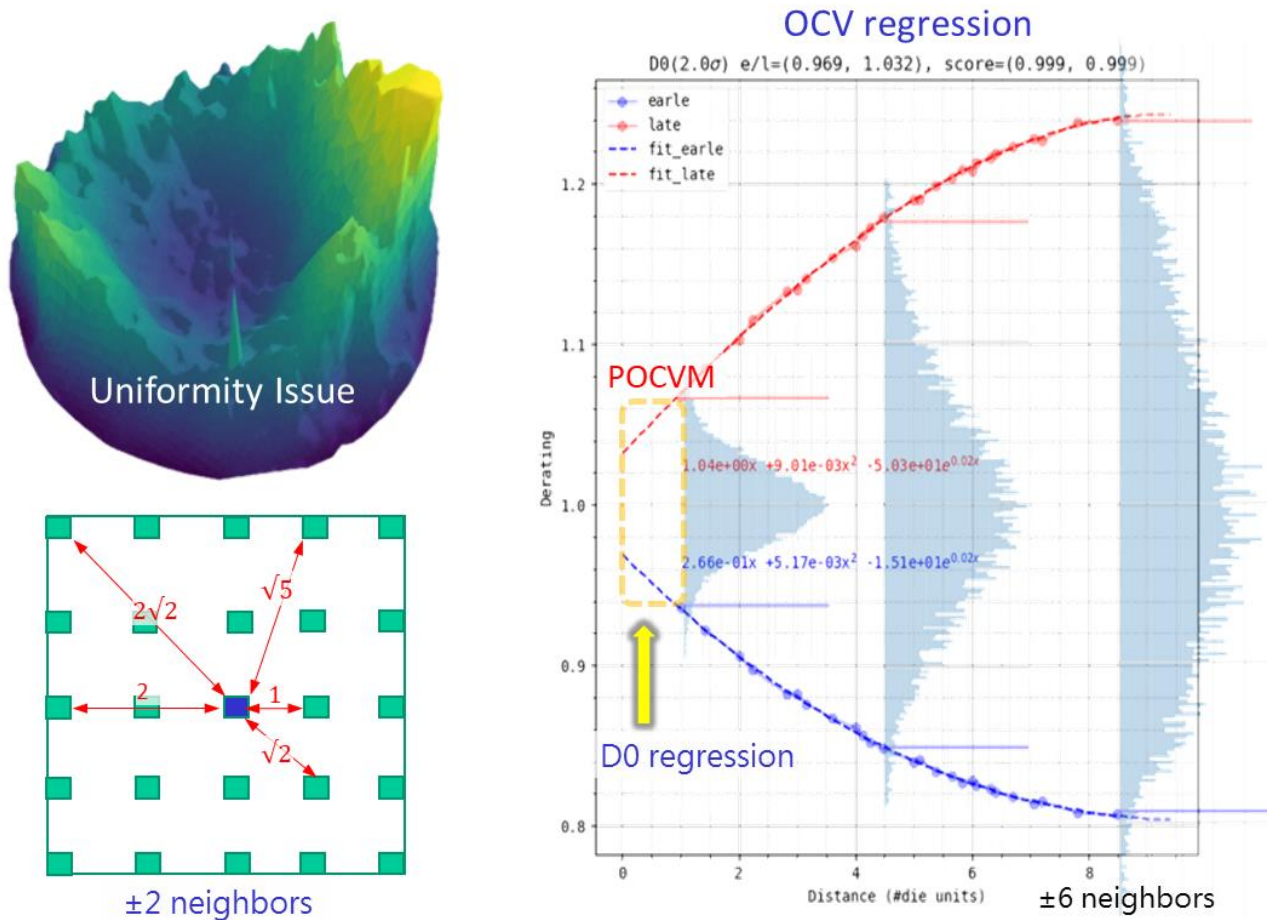 Uniformity Issue
2√2
√5
2
1
√2
±2 neighbors
OCV regression
D0(2.0σ) e/l=(0.969, 1.032), score=(0.999, 0.999)
earle
late
fit_earle
fit_late
1.2
1.1
1.0
0.9
0.8
Derating
POCVM
1.04e+00x +9.01e-03x² -5.03e+01e^0.02x
2.66e-01x +5.17e-03x² -1.51e+01e^0.02x
D0 regression
0 2 4 6 8
Distance (#die units)
±6 neighbors